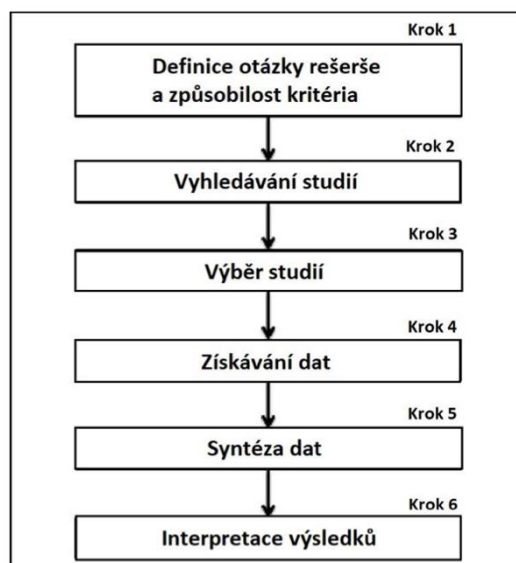 Krok 1
Definice otázky rešerše
a způsobilost kritéria
Krok 2
Vyhledávání studií
Krok 3
Výběr studií
Krok 4
Získávání dat
Krok 5
Syntéza dat
Krok 6
Interpretace výsledků